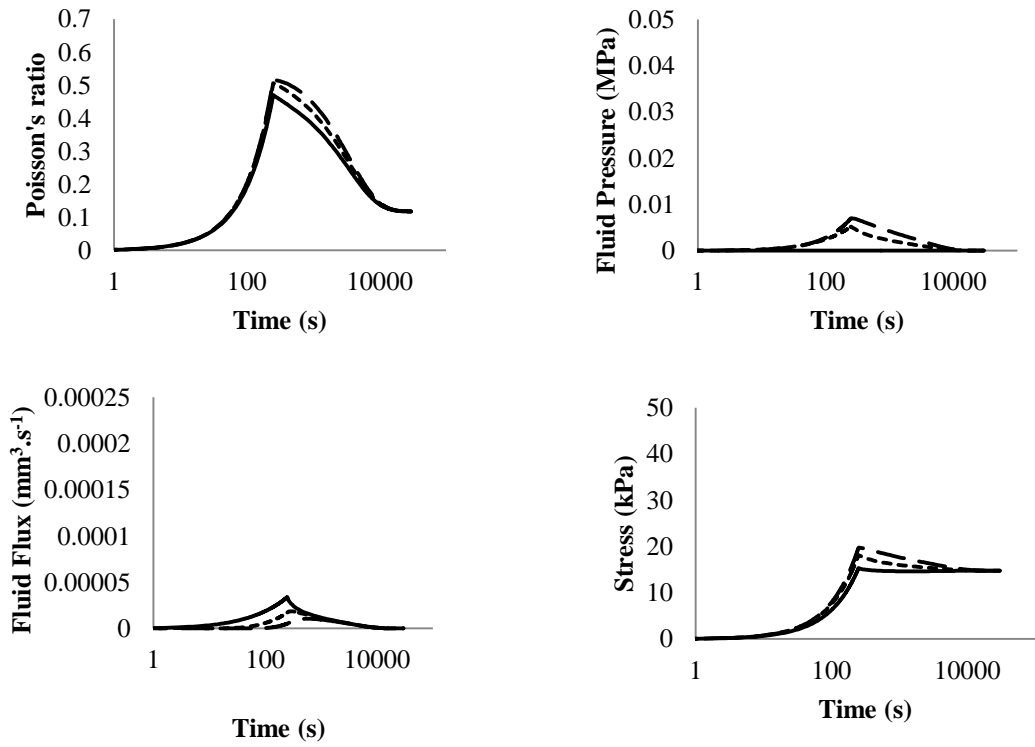 Poisson's ratio
0.7
0.6
0.5
0.4
0.3
0.2
0.1
0
1 100 10000
Time (s)
Fluid Pressure (MPa)
0.05
0.04
0.03
0.02
0.01
0
1 100 10000
Time (s)
Fluid Flux (mm³.s⁻¹)
0.00025
0.0002
0.00015
0.0001
0.00005
0
1 100 10000
Time (s)
Stress (kPa)
50
40
30
20
10
0
1 100 10000
Time (s)